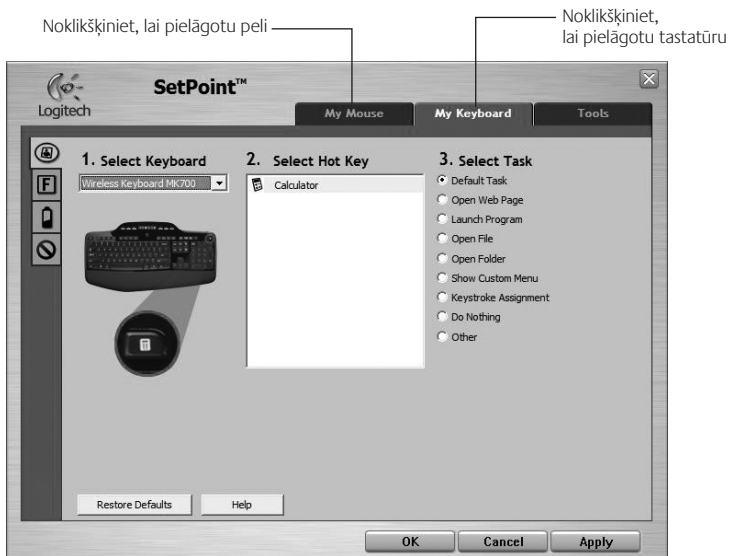 Noklikšķiniet, lai pielāgotu peli
Noklikšķiniet,
lai pielāgotu tastatūru
Logitech
SetPoint™
My Mouse
My Keyboard
Tools
1. Select Keyboard
Wireless Keyboard MK700
2. Select Hot Key
Calculator
3. Select Task
Default Task
Open Web Page
Launch Program
Open File
Open Folder
Show Custom Menu
Keystroke Assignment
Do Nothing
Other
F
Restore Defaults
Help
OK
Cancel
Apply